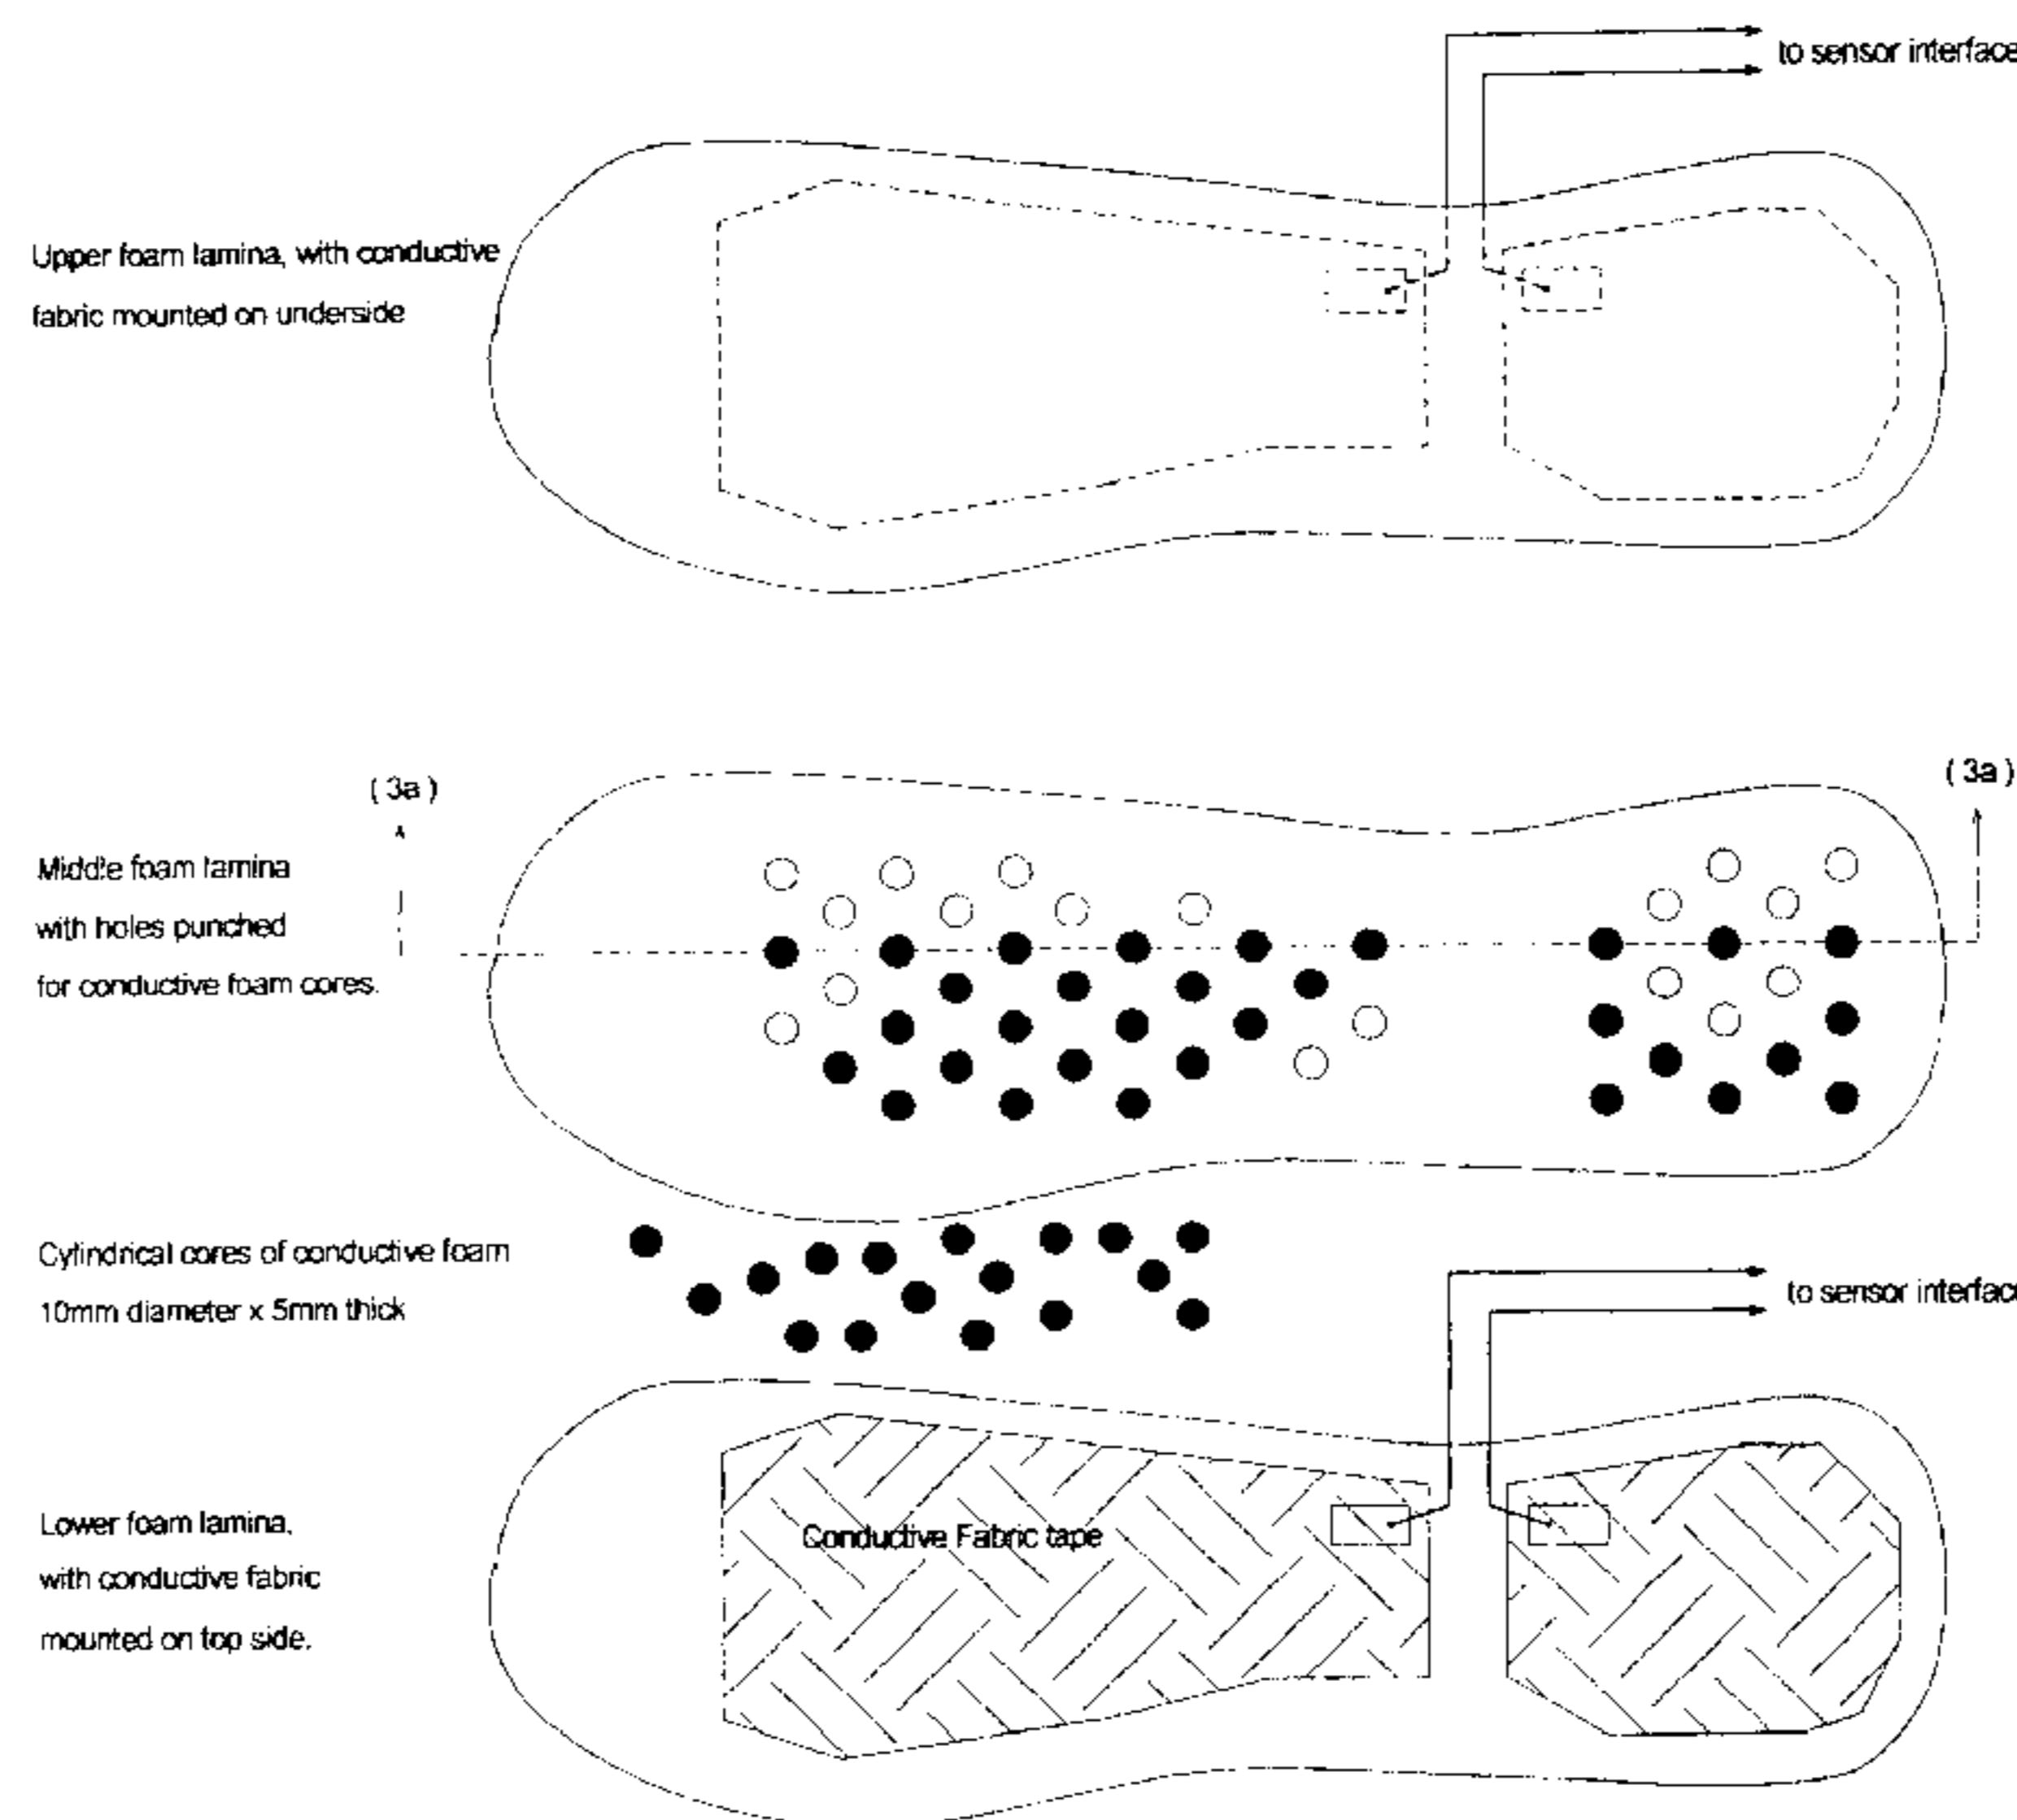 to sensor interface
Upper foam lamina, with conductive
fabric mounted on underside
( 3a )
( 3a )
Middle foam lamina
with holes punched
for conductive foam cores.
Cylindrical cores of conductive foam
10mm diameter x 5mm thick
to sensor interfac
Lower foam lamina,
with conductive fabric
mounted on top side.
Conductive Fabric tape